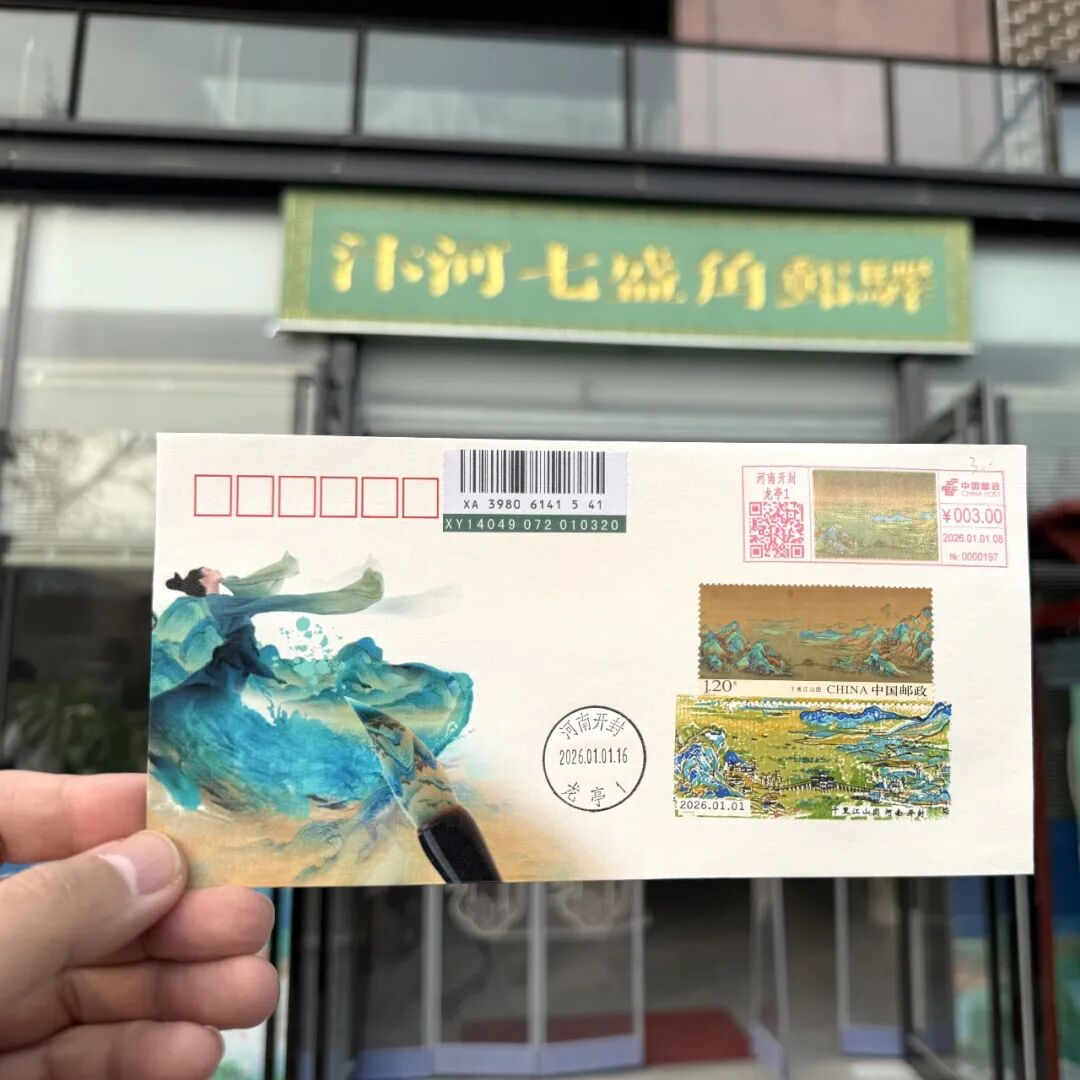 汴河七盛角郵驛
XA 3980 6141 5 41
XY14049 072 010320
河南开封
龙亭1
中国邮政
CHINA POST
¥003.00
2026.01.01.08
№:0000197
1.20元
千里江山图
CHINA 中国邮政
河南开封
2026.01.01.16
龙亭1
2026.01.01
千里江山图 河南开封